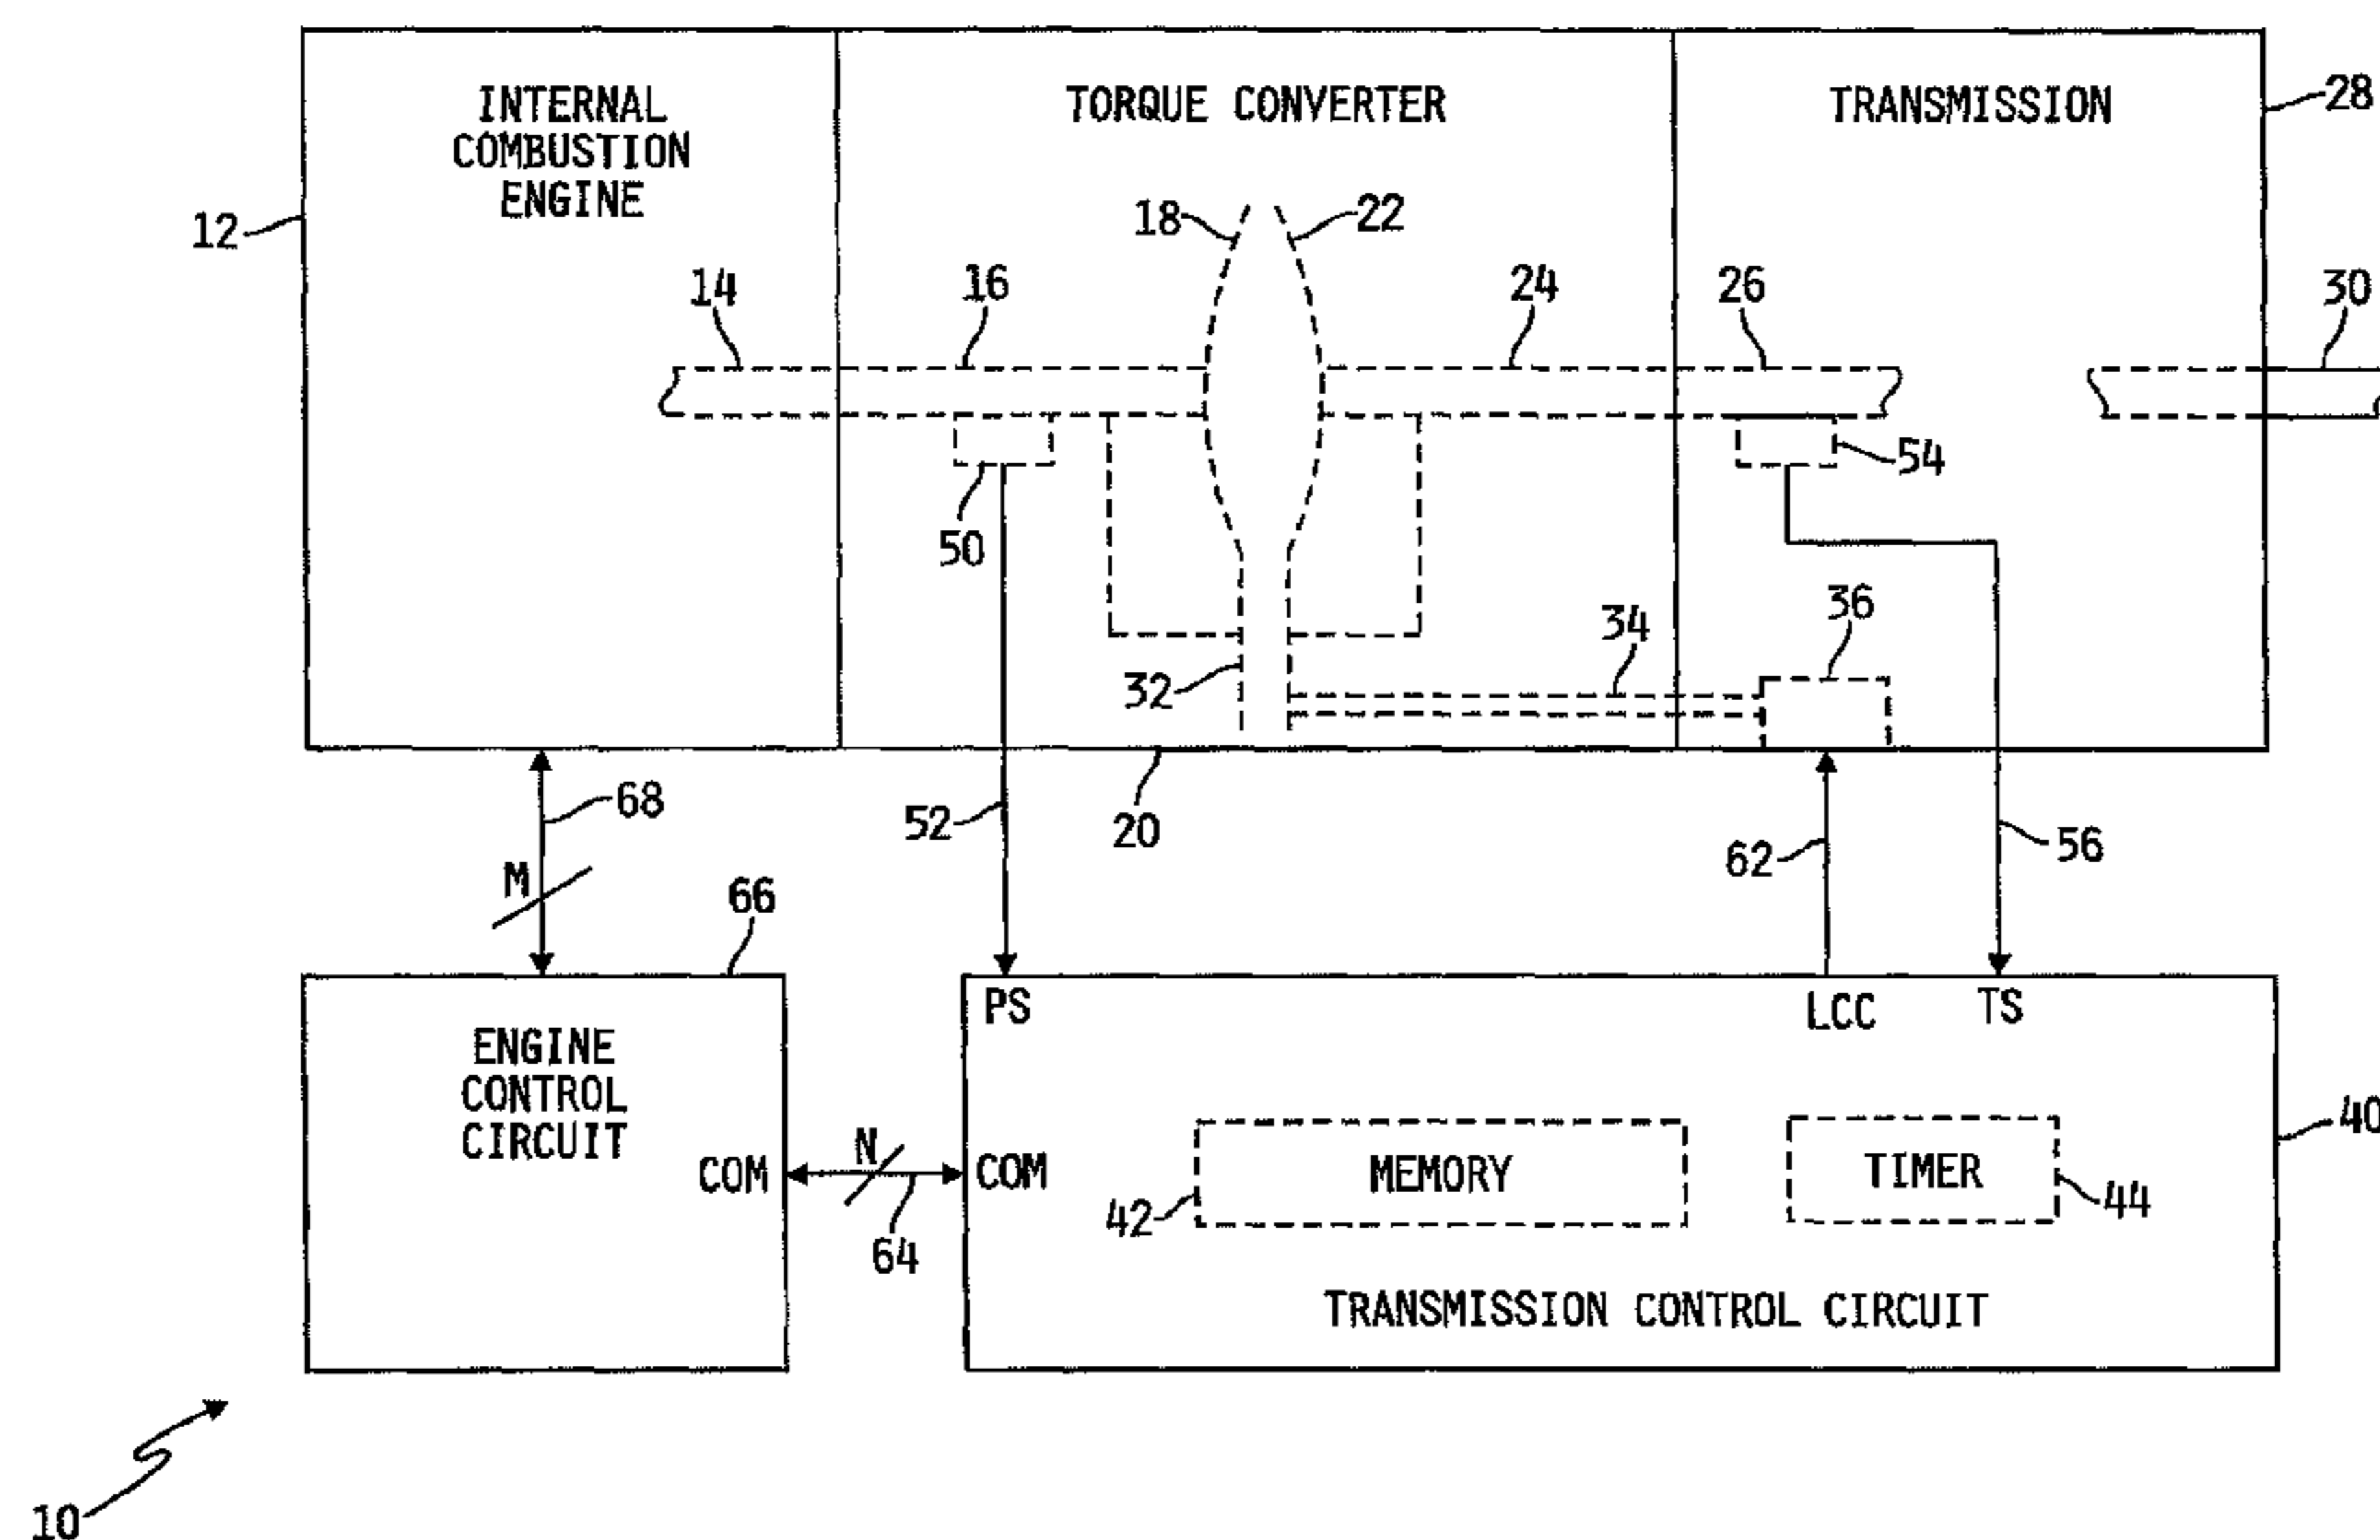 INTERNAL
COMBUSTION
ENGINE
TORQUE CONVERTER
TRANSMISSION
28
12
18
22
14
16
24
26
30
50
54
32
34
36
68
52
20
62
56
M
66
PS
LCC
TS
ENGINE
CONTROL
CIRCUIT
COM
N
64
COM
MEMORY
42
TIMER
44
40
TRANSMISSION CONTROL CIRCUIT
10